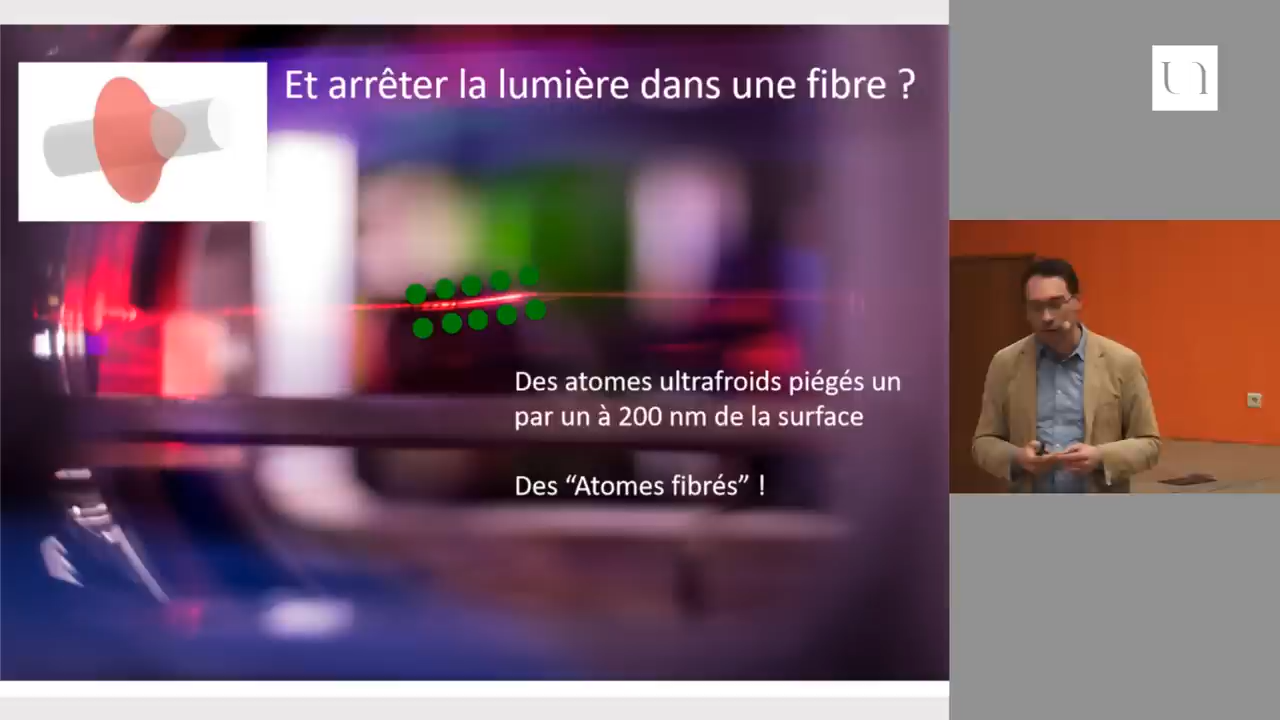 Et arrêter la lumière dans une fibre ?
Des atomes ultrafroids piégés un
par un à 200 nm de la surface
Des “Atomes fibrés” !